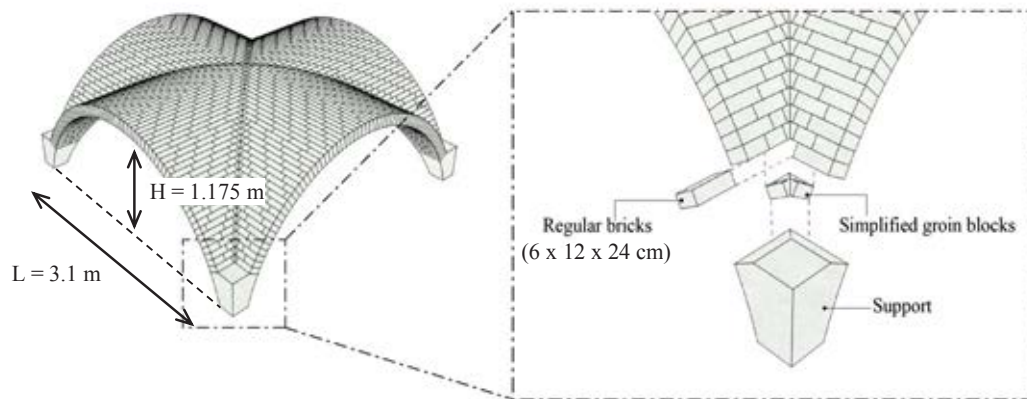 H = 1.175 m
L = 3.1 m
Regular bricks
(6 x 12 x 24 cm)
Simplified groin blocks
Support